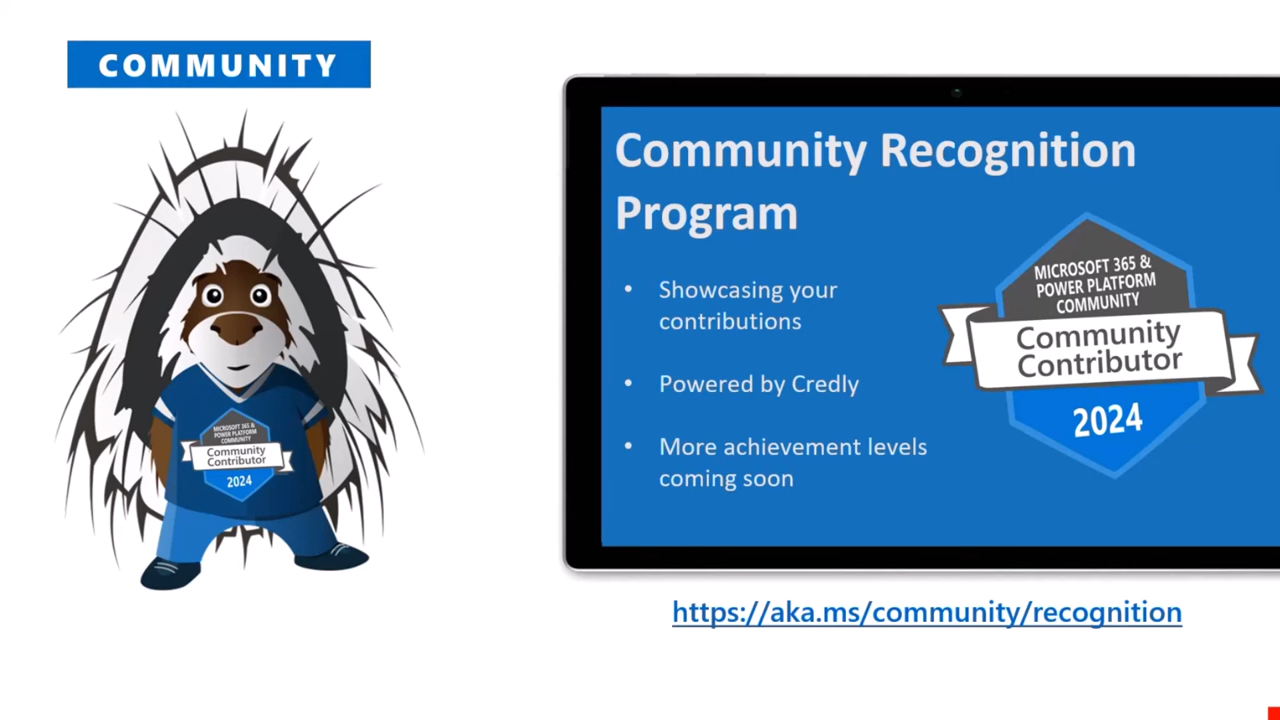 COMMUNITY
MICROSOFT 365 &
POWER PLATFORM
COMMUNITY
Community
Contributor
2024
Community Recognition
Program
• Showcasing your
contributions
• Powered by Credly
• More achievement levels
coming soon
MICROSOFT 365 &
POWER PLATFORM
COMMUNITY
Community
Contributor
2024
https://aka.ms/community/recognition